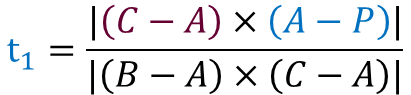 t₁ = |(C − A) × (A − P)| / |(B − A) × (C − A)|